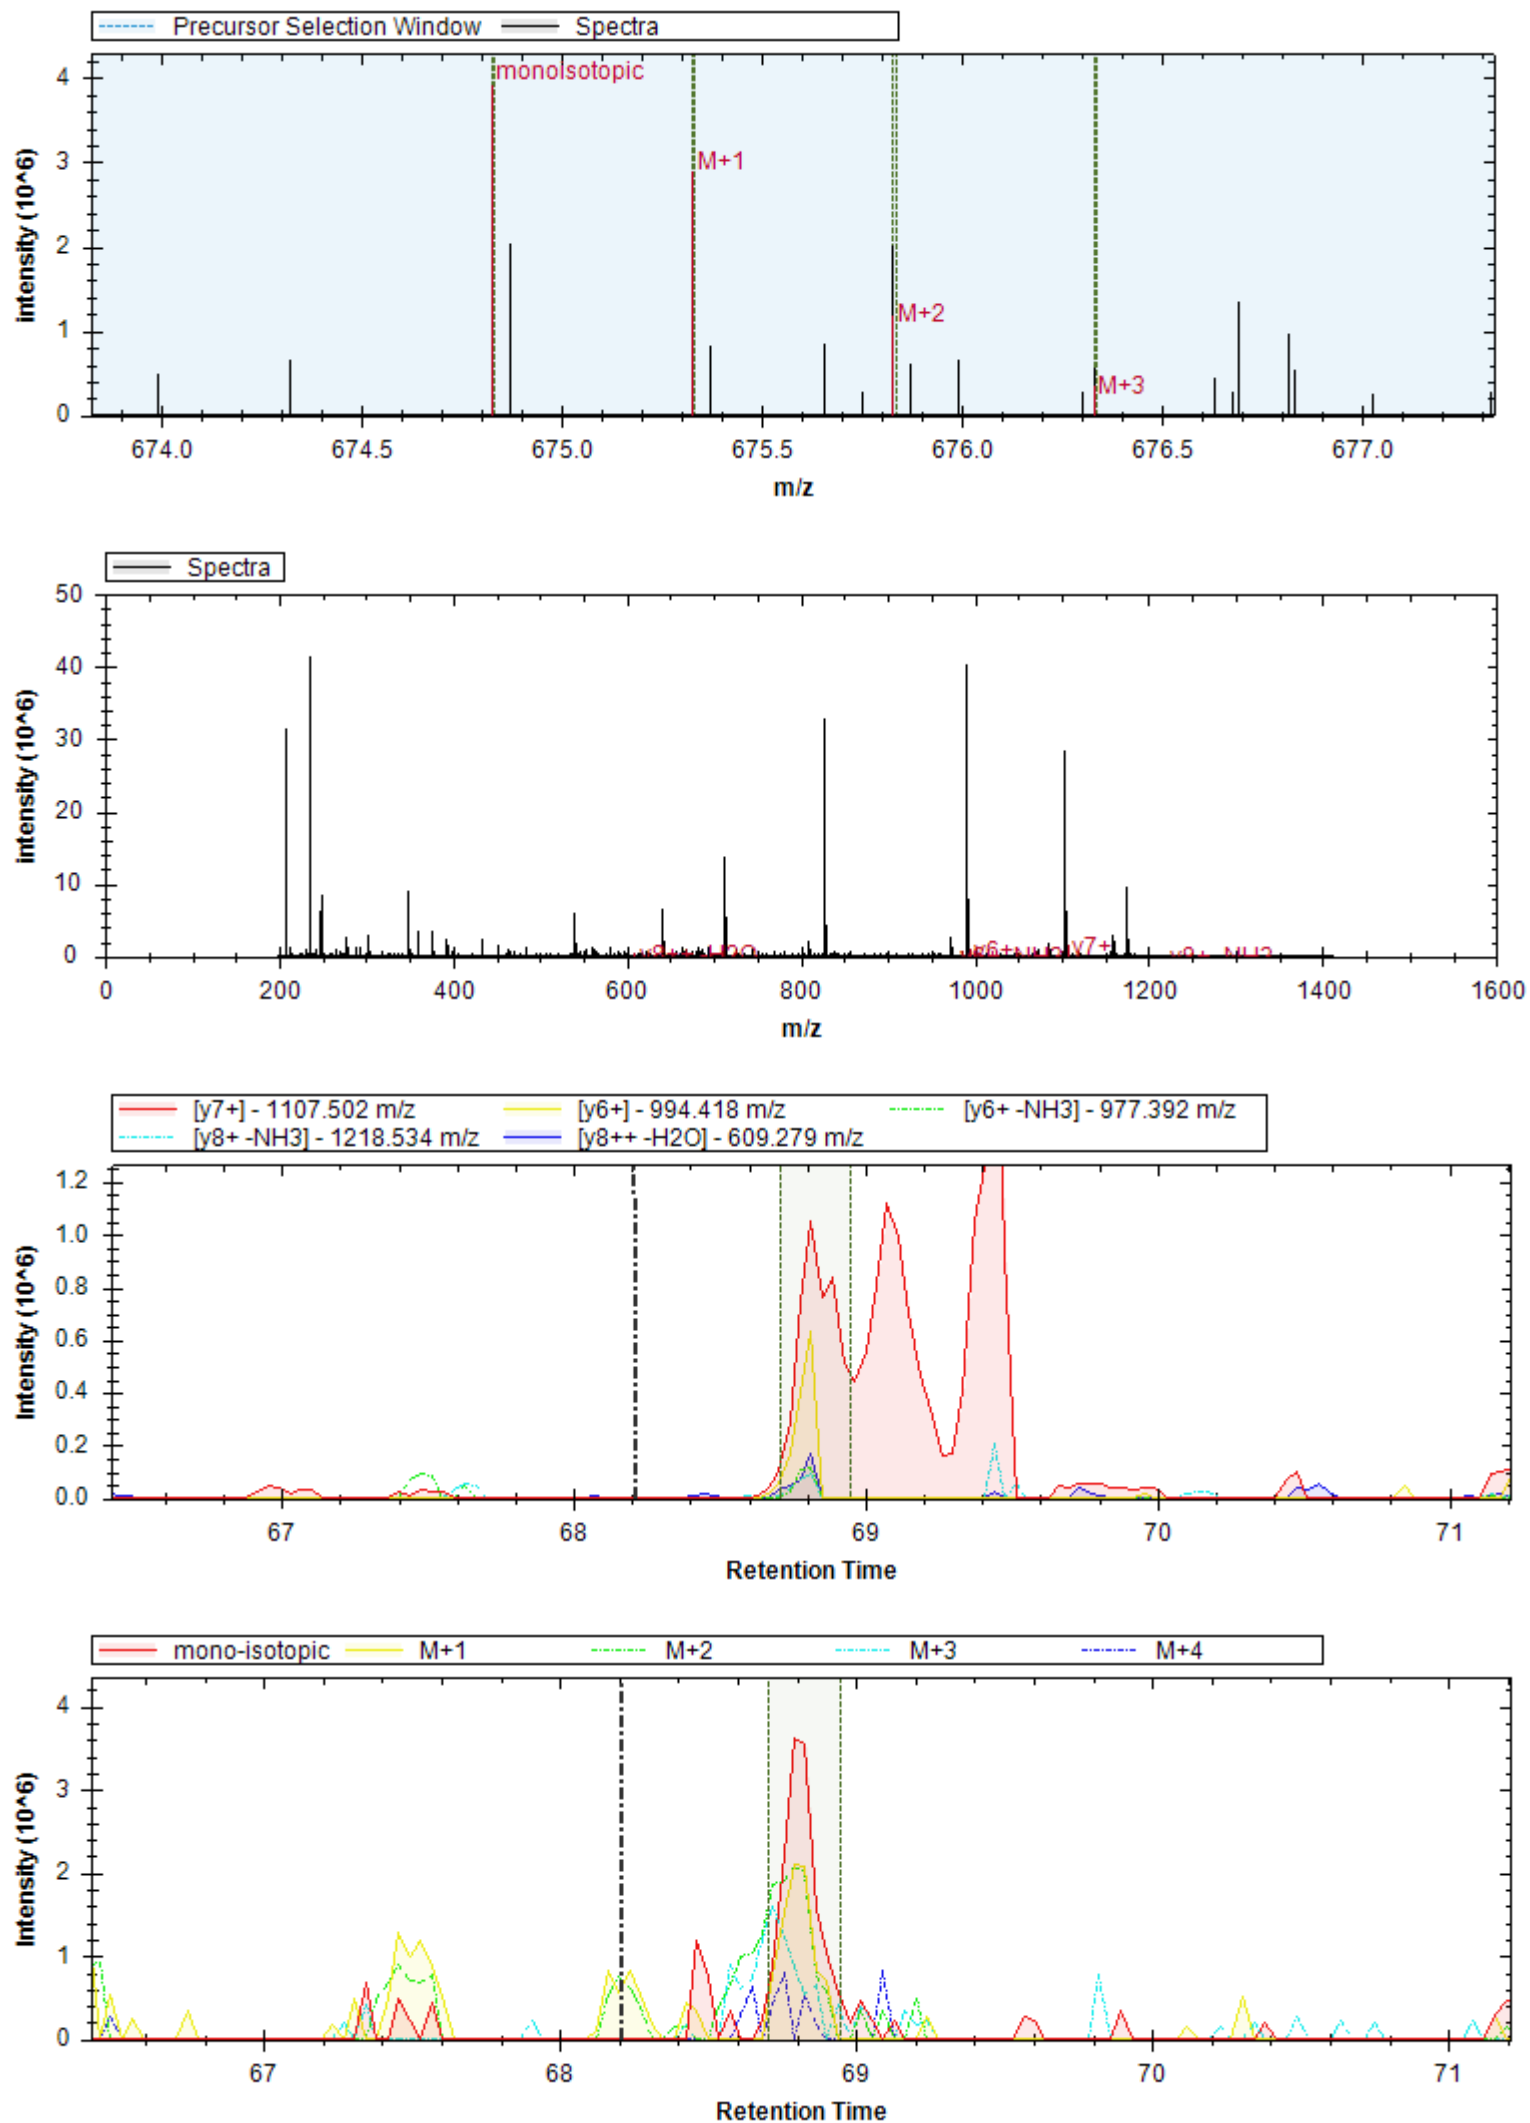 Precursor Selection Window Spectra
monoIsotopic
M+1
M+2
M+3
4
3
2
1
0
intensity (10^6)
674.0 674.5 675.0 675.5 676.0 676.5 677.0
m/z
Spectra
50
40
30
20
10
0
intensity (10^6)
y6+
y7+
0 200 400 600 800 1000 1200 1400 1600
m/z
[y7+] - 1107.502 m/z [y6+] - 994.418 m/z [y6+ -NH3] - 977.392 m/z
[y8+ -NH3] - 1218.534 m/z [y8++ -H2O] - 609.279 m/z
1.2
1.0
0.8
0.6
0.4
0.2
0.0
Intensity (10^6)
67 68 69 70 71
Retention Time
mono-isotopic M+1 M+2 M+3 M+4
4
3
2
1
0
Intensity (10^6)
67 68 69 70 71
Retention Time